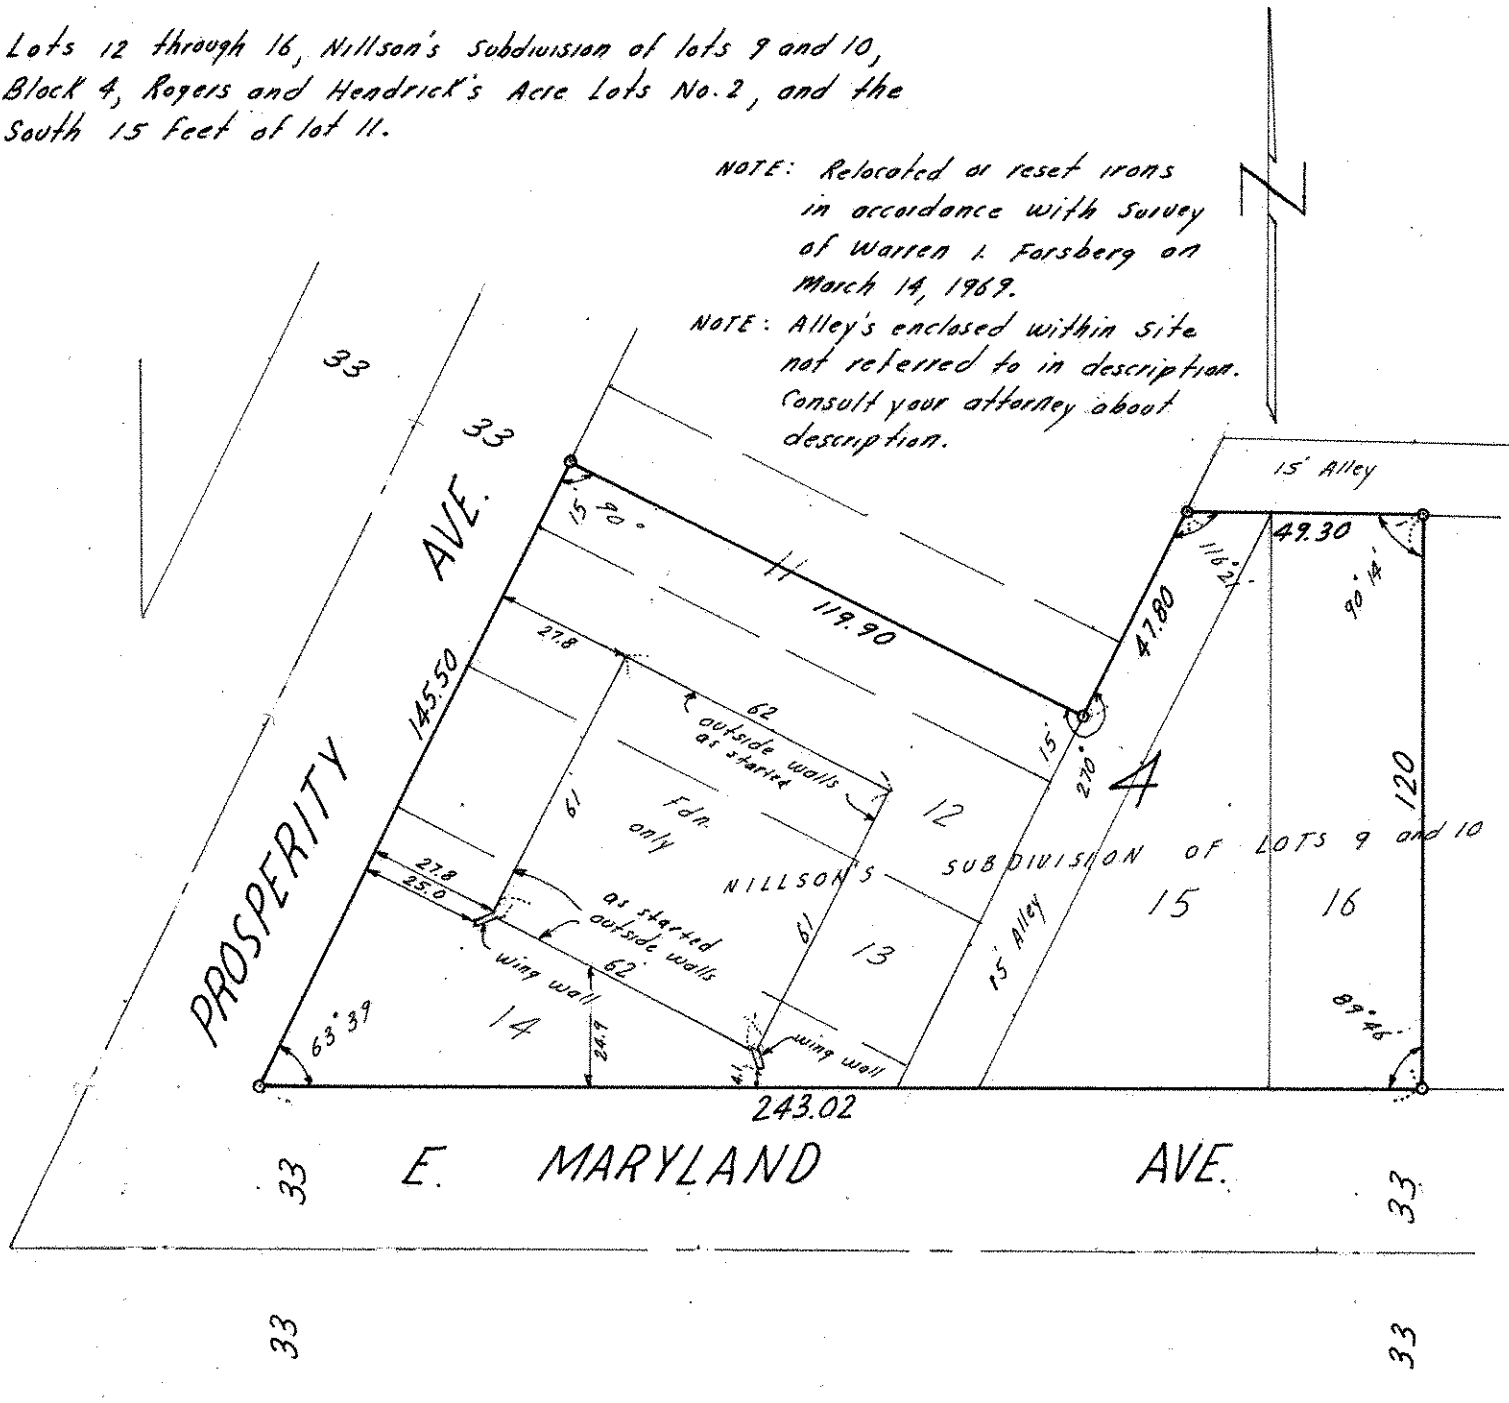 Lots 12 through 16, Nillson's Subdivision of lots 9 and 10,
Block 4, Rogers and Hendrick's Acre Lots No. 2, and the
South 15 feet of lot 11.
NOTE: Relocated or reset irons
in accordance with Survey
of Warren I. Forsberg on
March 14, 1969.
NOTE: Alley's enclosed within site
not referred to in description.
Consult your attorney about
description.
33
33
15' Alley
PROSPERITY AVE.
15'
90°
11
119.90
49.30
116°21'
90°14'
47.80
27.8
145.50
62
outside walls
as started
15'
270°
4
120
61
Fdn.
only
12
NILLSON'S SUBDIVISION OF LOTS 9 and 10
27.8
25.0
as started
outside walls
62'
61
13
15' Alley
15
16
wing wall
14
24.9
63°39
4.1
wing wall
89°46'
243.02
33
E. MARYLAND AVE.
33
33
33